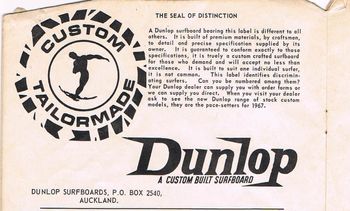 THE SEAL OF DISTINCTION
CUSTOM
TAILORMADE
A Dunlop surfboard bearing this label is different to all
others. It is built of premium materials, by craftsmen,
to detail and precise specification supplied by its
owner. It is guaranteed to conform exactly to those
specifications, it is truely a custom crafted surfboard
for those who demand and will accept no less than
excellence. It is built to suit one individual surfer,
it is not common. This label identifies discrimin-
ating surfers. Can you be numbered among them?
Your Dunlop dealer can supply you with order forms or
we can supply you direct. When you visit your dealer
ask to see the new Dunlop range of stock custom
models, they are the pace-setters for 1967.
Dunlop
A CUSTOM BUILT SURFBOARD
DUNLOP SURFBOARDS, P.O. BOX 2540,
AUCKLAND.